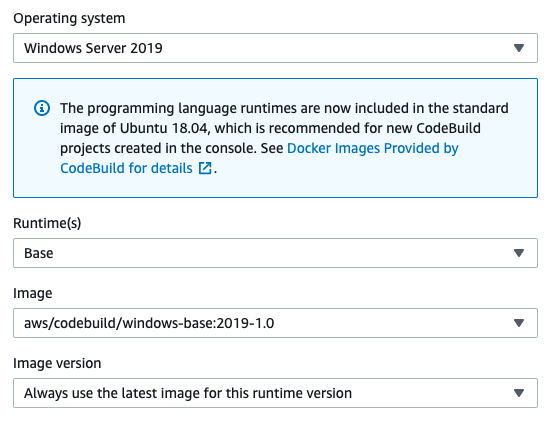 Operating system
Windows Server 2019
The programming language runtimes are now included in the standard
image of Ubuntu 18.04, which is recommended for new CodeBuild
projects created in the console. See Docker Images Provided by
CodeBuild for details .
Runtime(s)
Base
Image
aws/codebuild/windows-base:2019-1.0
Image version
Always use the latest image for this runtime version